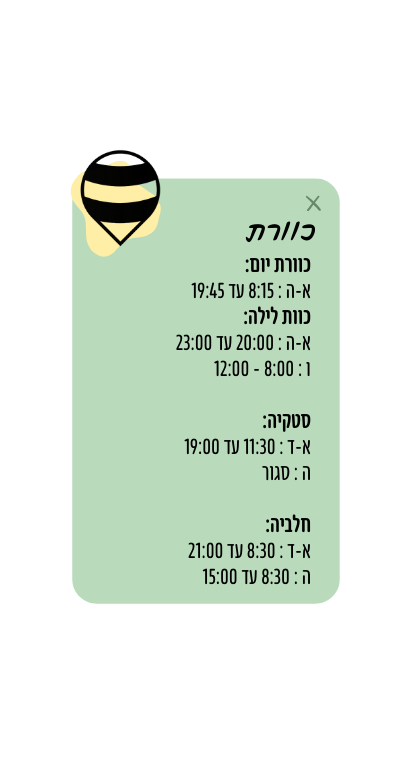 כוורת
כוורת יום:
א-ה : 8:15 עד 19:45
כוות לילה:
א-ה : 20:00 עד 23:00
ו : 8:00 - 12:00
סטקיה:
א-ד : 11:30 עד 19:00
ה : סגור
חלביה:
א-ד : 8:30 עד 21:00
ה : 8:30 עד 15:00